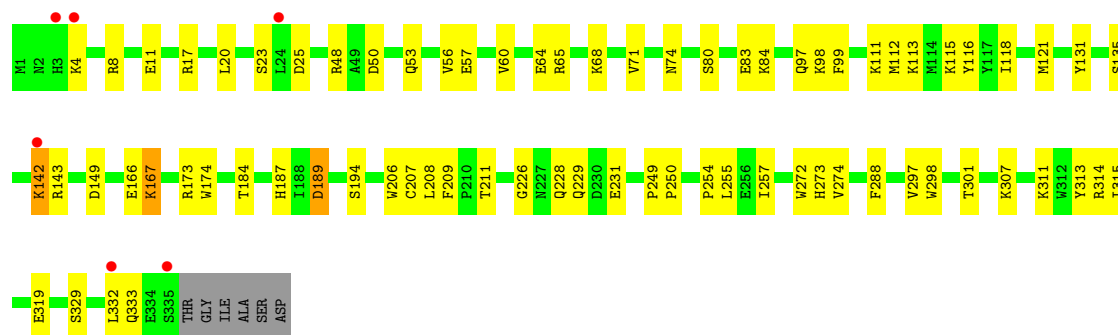 M1 N2 H3 K4 R8 E11 R17 L20 S23 L24 D25 R48 A49 D50 Q53 V56 E57 V60 E64 R65 K68 V71 N74 S80 E83 K84 Q97 K98 F99 K111 M112 K113 M114 K115 Y116 Y117 I118 M121 Y131 S135
K142 R143 D149 E166 K167 R173 W174 T184 H187 I188 D189 S194 W206 C207 L208 F209 P210 T211 G226 N227 Q228 Q229 D230 E231 P249 P250 P254 L255 E256 I257 W272 H273 V274 F288 V297 W298 T301 K307 K311 W312 Y313 R314 I315
E319 S329 L332 Q333 E334 S335 THR GLY ILE ALA SER ASP